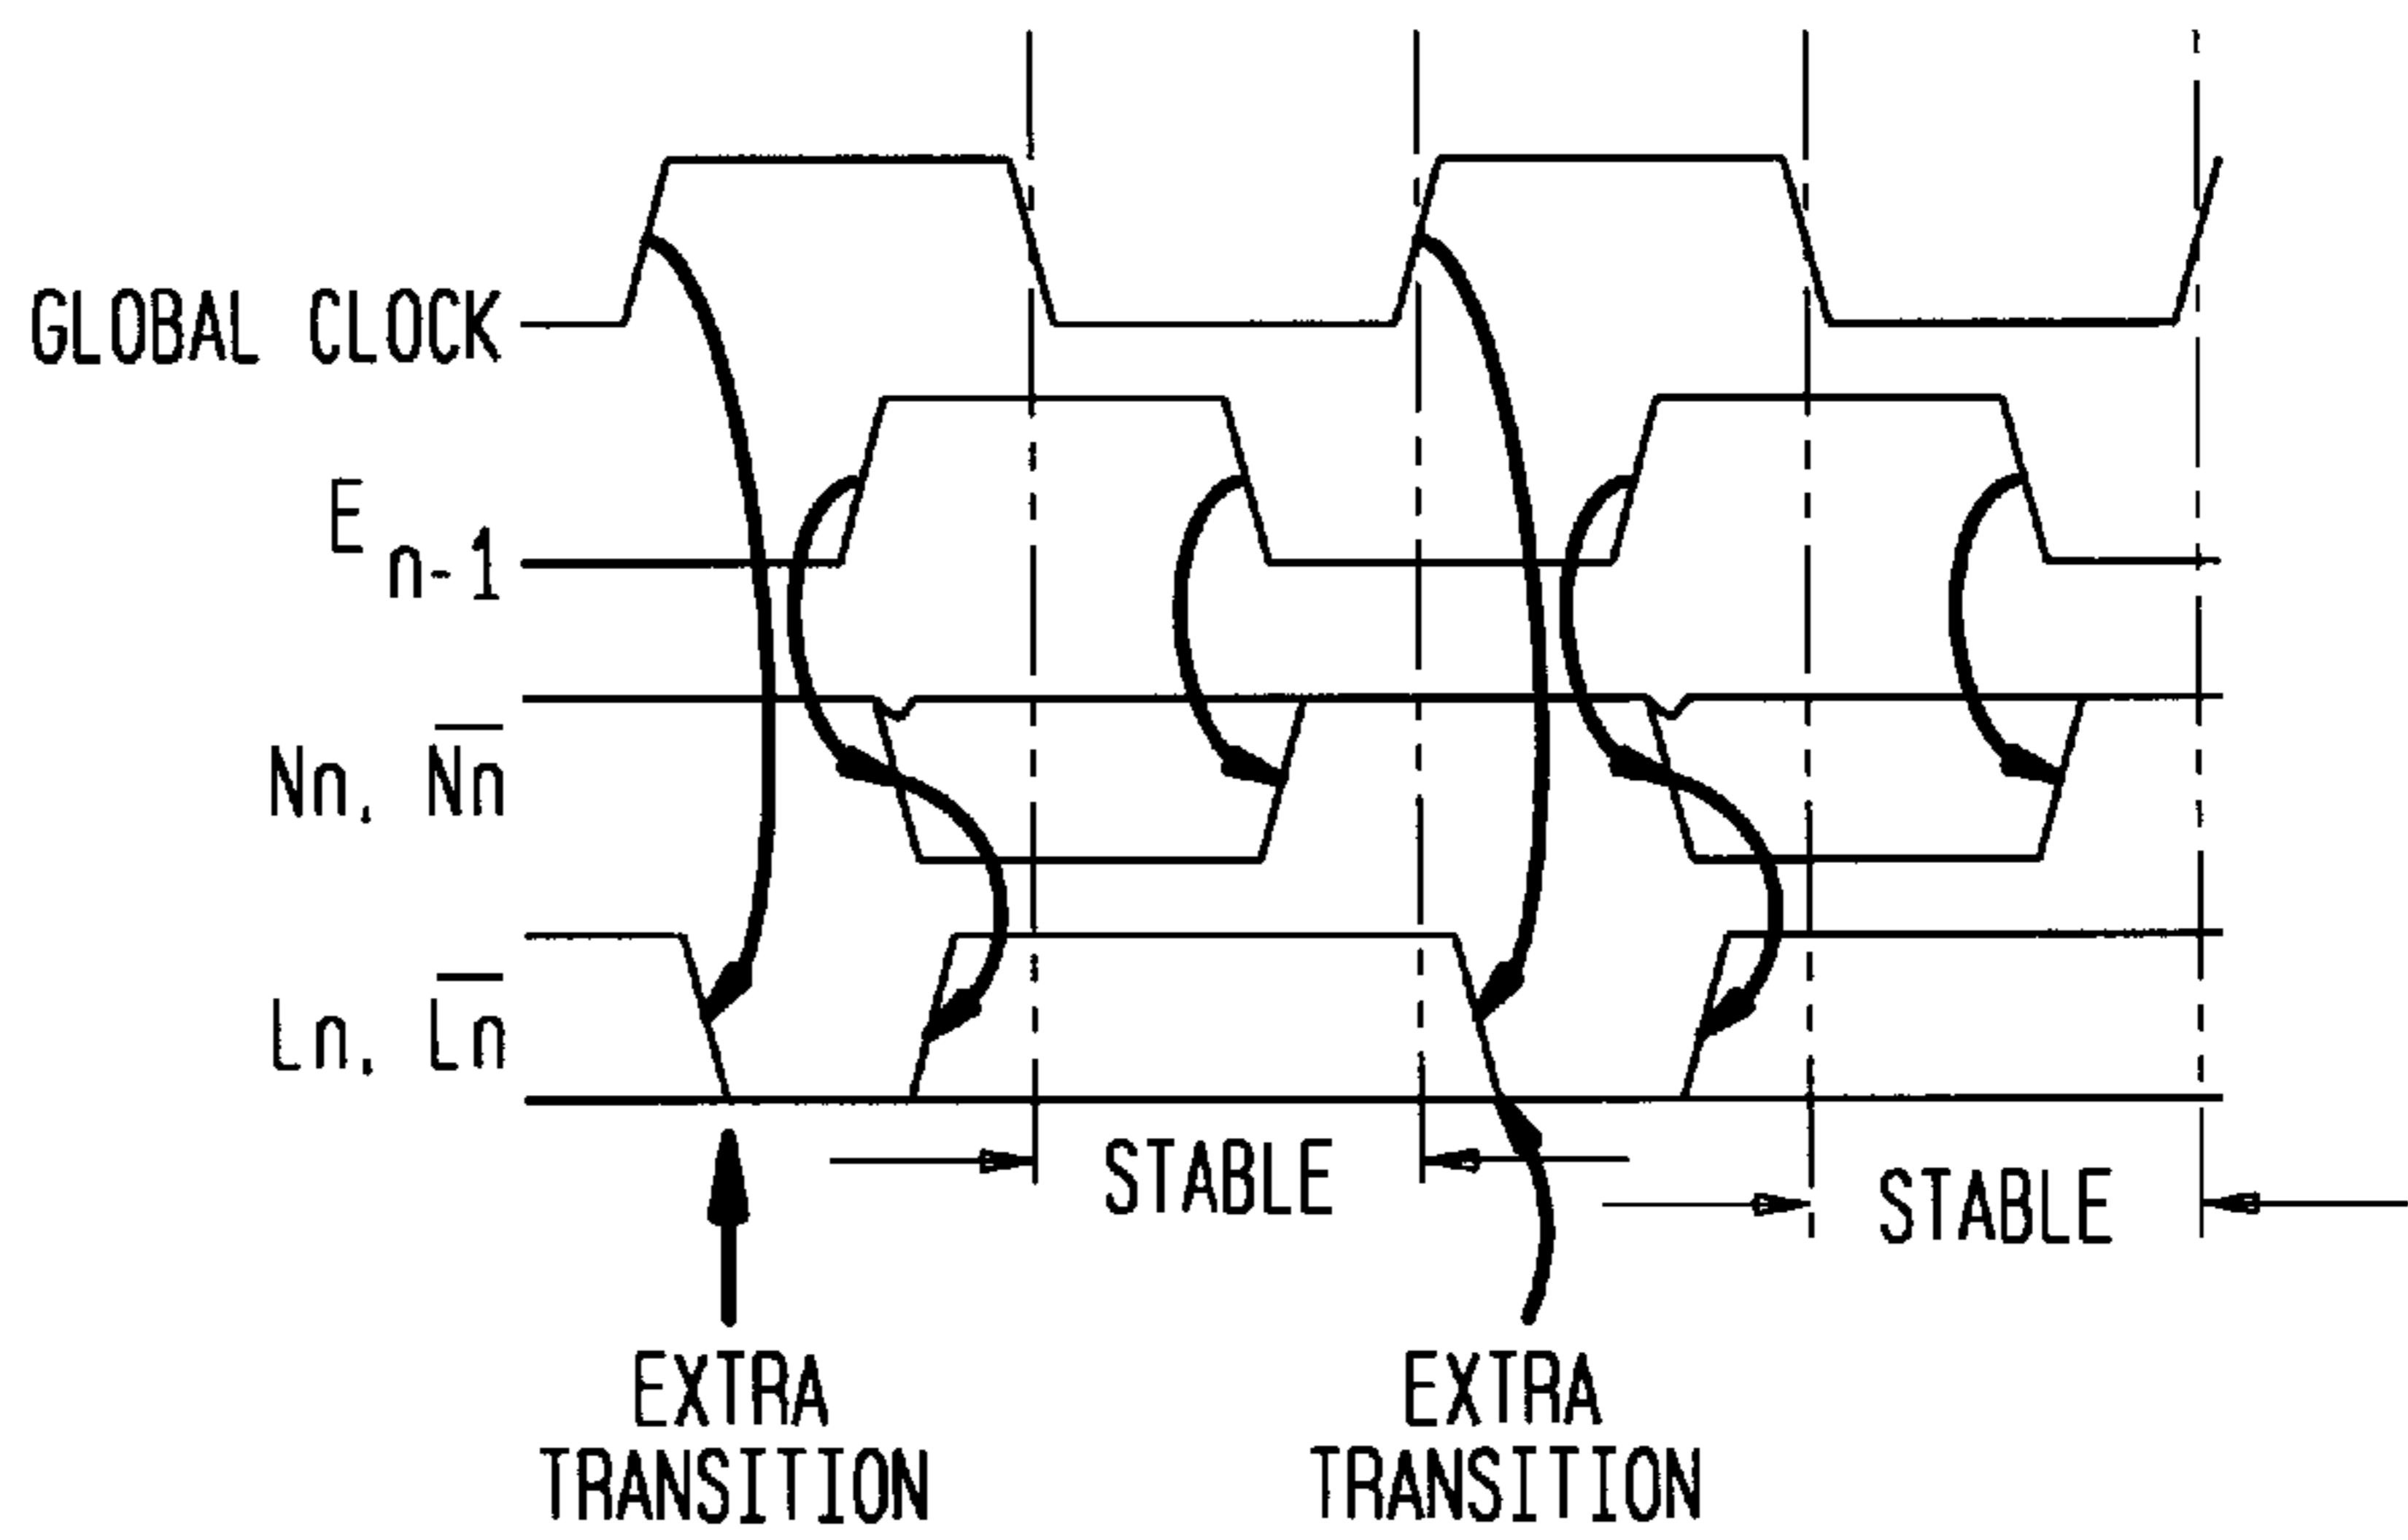 GLOBAL CLOCK
E n-1
Nn, N̅n̅
Ln, L̅n̅
STABLE
STABLE
EXTRA
TRANSITION
EXTRA
TRANSITION